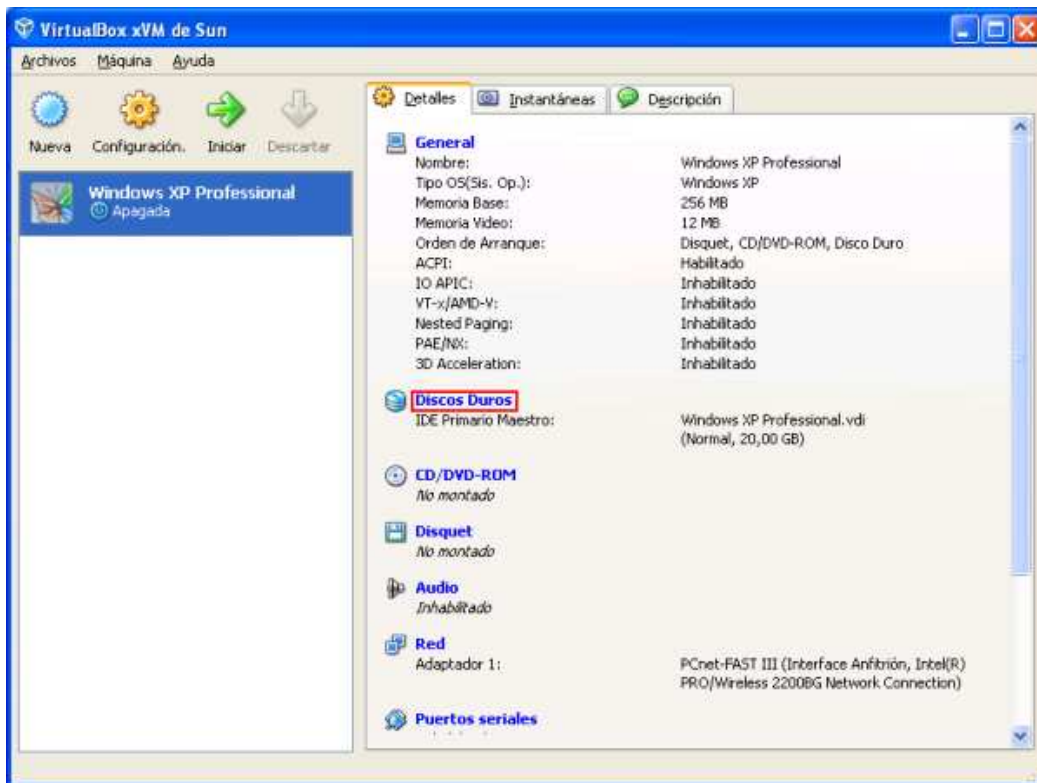 VirtualBox xVM de Sun
Archivos Máquina Ayuda
Nueva Configuración. Iniciar Descartar
Windows XP Professional
Apagada
Detalles Instantáneas Descripción
General
Nombre: Windows XP Professional
Tipo OS(Sis. Op.): Windows XP
Memoria Base: 256 MB
Memoria Video: 12 MB
Orden de Arranque: Disquet, CD/DVD-ROM, Disco Duro
ACPI: Habilitado
IO APIC: Inhabilitado
VT-x/AMD-V: Inhabilitado
Nested Paging: Inhabilitado
PAE/NX: Inhabilitado
3D Acceleration: Inhabilitado
Discos Duros
IDE Primario Maestro: Windows XP Professional.vdi
(Normal, 20,00 GB)
CD/DVD-ROM
No montado
Disquet
No montado
Audio
Inhabilitado
Red
Adaptador 1: PCnet-FAST III (Interface Anfitrión, Intel(R)
PRO/Wireless 2200BG Network Connection)
Puertos seriales